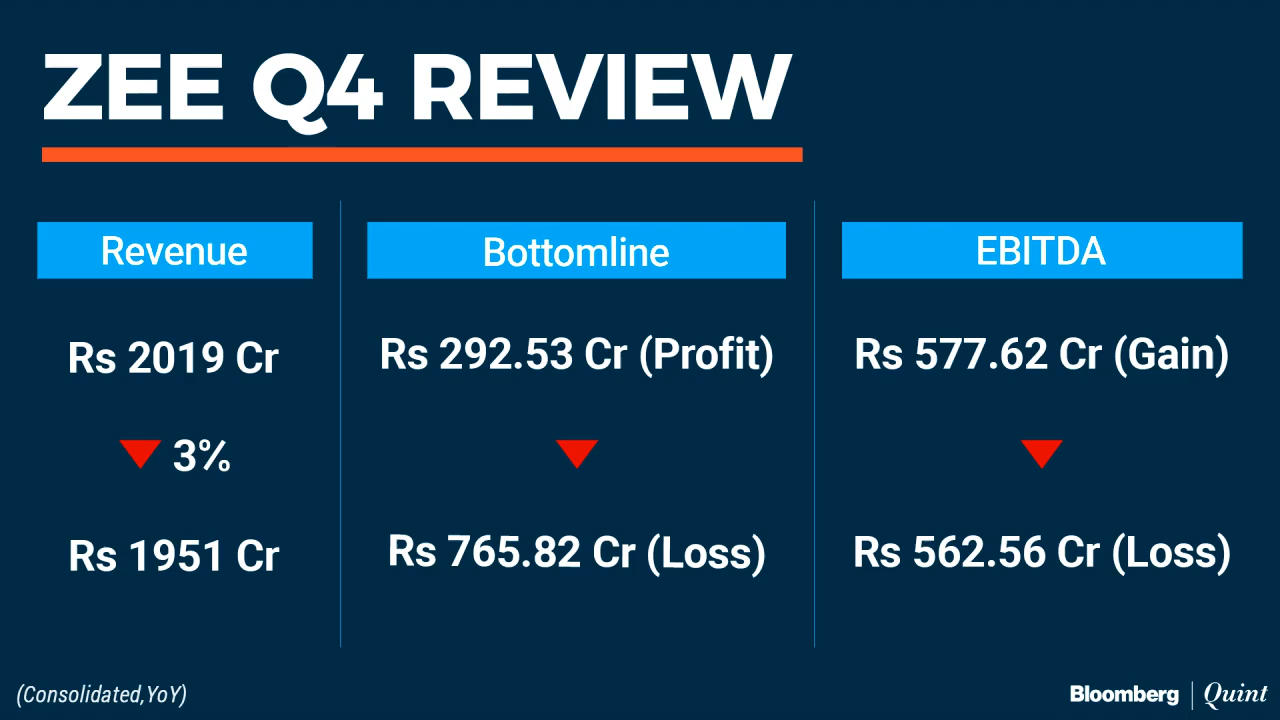 ZEE Q4 REVIEW
Revenue
Rs 2019 Cr
3%
Rs 1951 Cr
Bottomline
Rs 292.53 Cr (Profit)
Rs 765.82 Cr (Loss)
EBITDA
Rs 577.62 Cr (Gain)
Rs 562.56 Cr (Loss)
(Consolidated,YoY)
Bloomberg | Quint